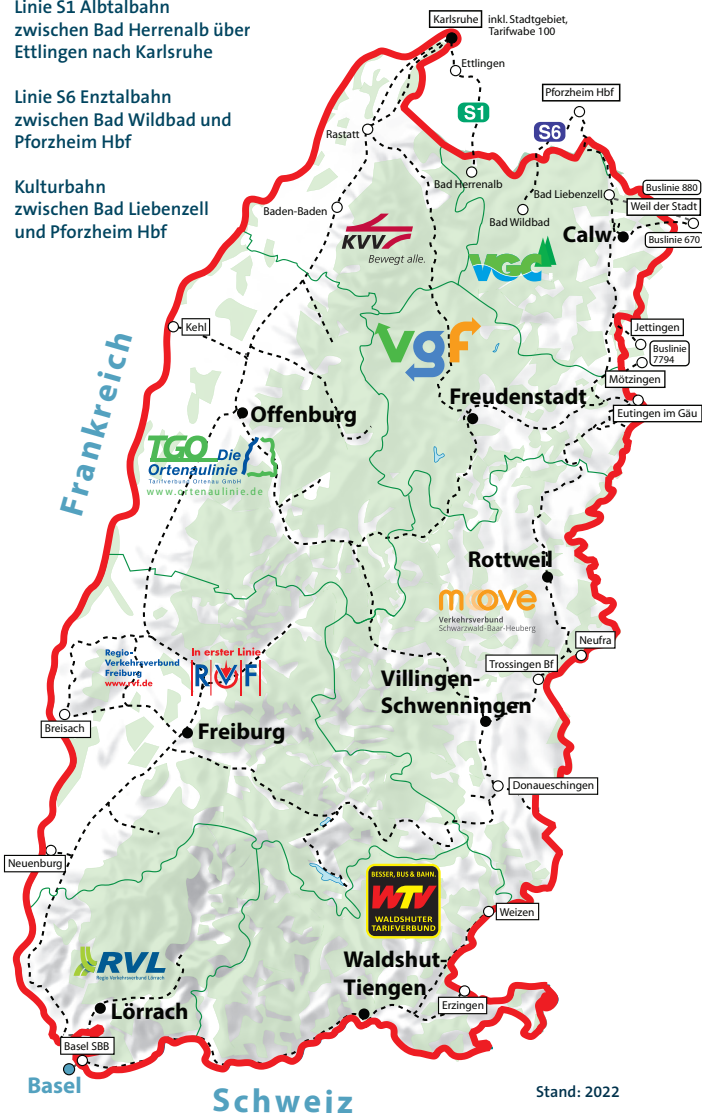 Linie S1 Albtalbahn
zwischen Bad Herrenalb über
Ettlingen nach Karlsruhe
Linie S6 Enztalbahn
zwischen Bad Wildbad und
Pforzheim Hbf
Kulturbahn
zwischen Bad Liebenzell
und Pforzheim Hbf
Karlsruhe
inkl. Stadtgebiet,
Tarifwabe 100
Ettlingen
S1
Pforzheim Hbf
S6
Rastatt
Bad Herrenalb
Bad Liebenzell
Buslinie 880
Weil der Stadt
Baden-Baden
Bad Wildbad
Calw
Buslinie 670
KVV
Bewegt alle.
VGC
Kehl
Jettingen
vgf
Buslinie
7794
Mötzingen
Frankreich
Freudenstadt
Eutingen im Gäu
Offenburg
TGO Die
Ortenaulinie
Tarifverbund Ortenau GmbH
www.ortenaulinie.de
Rottweil
moove
Verkehrsverbund
Schwarzwald-Baar-Heuberg
Neufra
Regio-
Verkehrsverbund
Freiburg
www.rvf.de
In erster Linie
RVF
Trossingen Bf
Villingen-
Schwenningen
Breisach
Freiburg
Donaueschingen
Neuenburg
BESSER, BUS & BAHN.
WTV
WALDSHUTER
TARIFVERBUND
Weizen
RVL
Regio Verkehrsverbund Lörrach
Waldshut-
Tiengen
Erzingen
Lörrach
Basel SBB
Basel
Schweiz
Stand: 2022